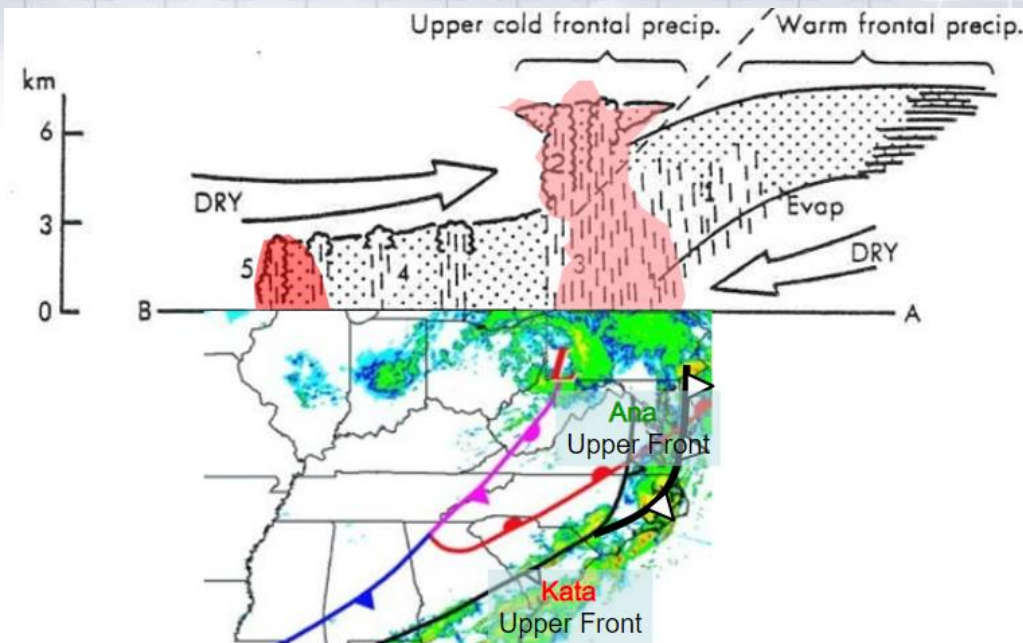 Upper cold frontal precip.
Warm frontal precip.
km
6
3
0
DRY
2
1
Evap
DRY
5
4
3
B
A
L
Ana
Upper Front
Kata
Upper Front